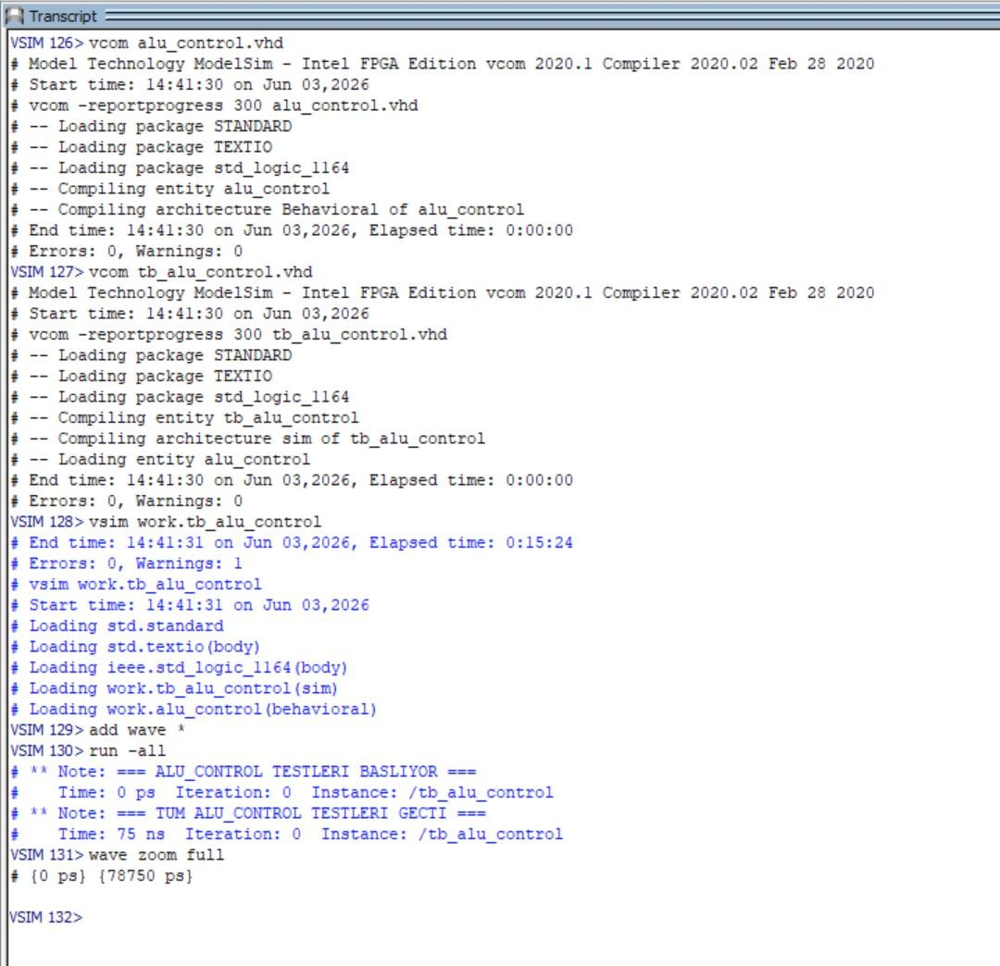 Transcript
VSIM 126> vcom alu_control.vhd
# Model Technology ModelSim - Intel FPGA Edition vcom 2020.1 Compiler 2020.02 Feb 28 2020
# Start time: 14:41:30 on Jun 03,2026
# vcom -reportprogress 300 alu_control.vhd
# -- Loading package STANDARD
# -- Loading package TEXTIO
# -- Loading package std_logic_1164
# -- Compiling entity alu_control
# -- Compiling architecture Behavioral of alu_control
# End time: 14:41:30 on Jun 03,2026, Elapsed time: 0:00:00
# Errors: 0, Warnings: 0
VSIM 127> vcom tb_alu_control.vhd
# Model Technology ModelSim - Intel FPGA Edition vcom 2020.1 Compiler 2020.02 Feb 28 2020
# Start time: 14:41:30 on Jun 03,2026
# vcom -reportprogress 300 tb_alu_control.vhd
# -- Loading package STANDARD
# -- Loading package TEXTIO
# -- Loading package std_logic_1164
# -- Compiling entity tb_alu_control
# -- Compiling architecture sim of tb_alu_control
# -- Loading entity alu_control
# End time: 14:41:30 on Jun 03,2026, Elapsed time: 0:00:00
# Errors: 0, Warnings: 0
VSIM 128> vsim work.tb_alu_control
# End time: 14:41:31 on Jun 03,2026, Elapsed time: 0:15:24
# Errors: 0, Warnings: 1
# vsim work.tb_alu_control
# Start time: 14:41:31 on Jun 03,2026
# Loading std.standard
# Loading std.textio(body)
# Loading ieee.std_logic_1164(body)
# Loading work.tb_alu_control(sim)
# Loading work.alu_control(behavioral)
VSIM 129> add wave *
VSIM 130> run -all
# ** Note: === ALU_CONTROL TESTLERI BASLIYOR ===
#    Time: 0 ps  Iteration: 0  Instance: /tb_alu_control
# ** Note: === TUM ALU_CONTROL TESTLERI GECTI ===
#    Time: 75 ns  Iteration: 0  Instance: /tb_alu_control
VSIM 131> wave zoom full
# {0 ps} {78750 ps}
VSIM 132>